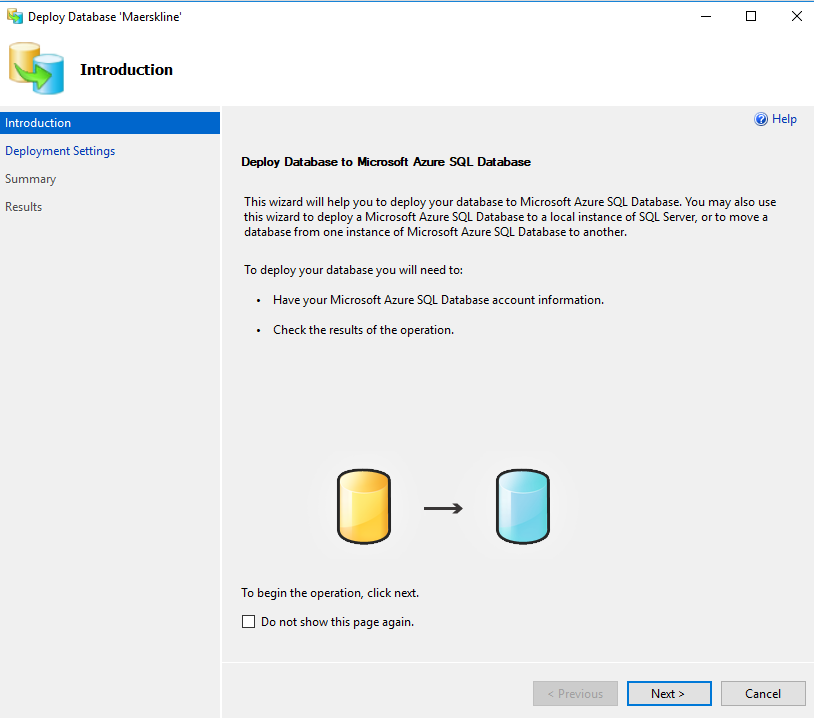 Deploy Database 'Maerskline'
Introduction
Introduction
Deployment Settings
Summary
Results
Help
Deploy Database to Microsoft Azure SQL Database
This wizard will help you to deploy your database to Microsoft Azure SQL Database. You may also use
this wizard to deploy a Microsoft Azure SQL Database to a local instance of SQL Server, or to move a
database from one instance of Microsoft Azure SQL Database to another.
To deploy your database you will need to:
• Have your Microsoft Azure SQL Database account information.
• Check the results of the operation.
To begin the operation, click next.
Do not show this page again.
< Previous
Next >
Cancel